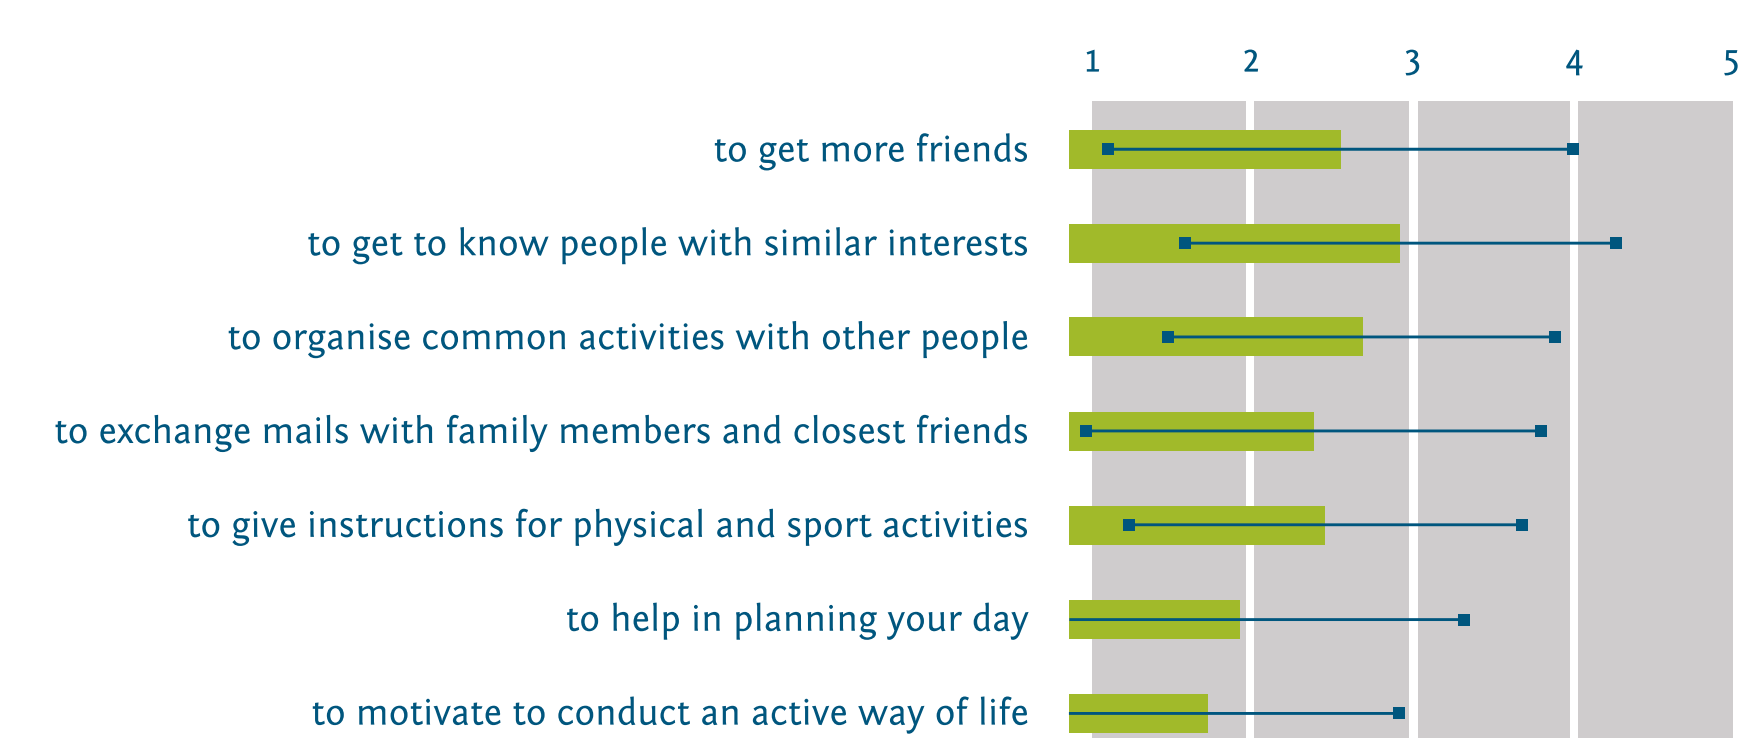 1 2 3 4 5
to get more friends
to get to know people with similar interests
to organise common activities with other people
to exchange mails with family members and closest friends
to give instructions for physical and sport activities
to help in planning your day
to motivate to conduct an active way of life